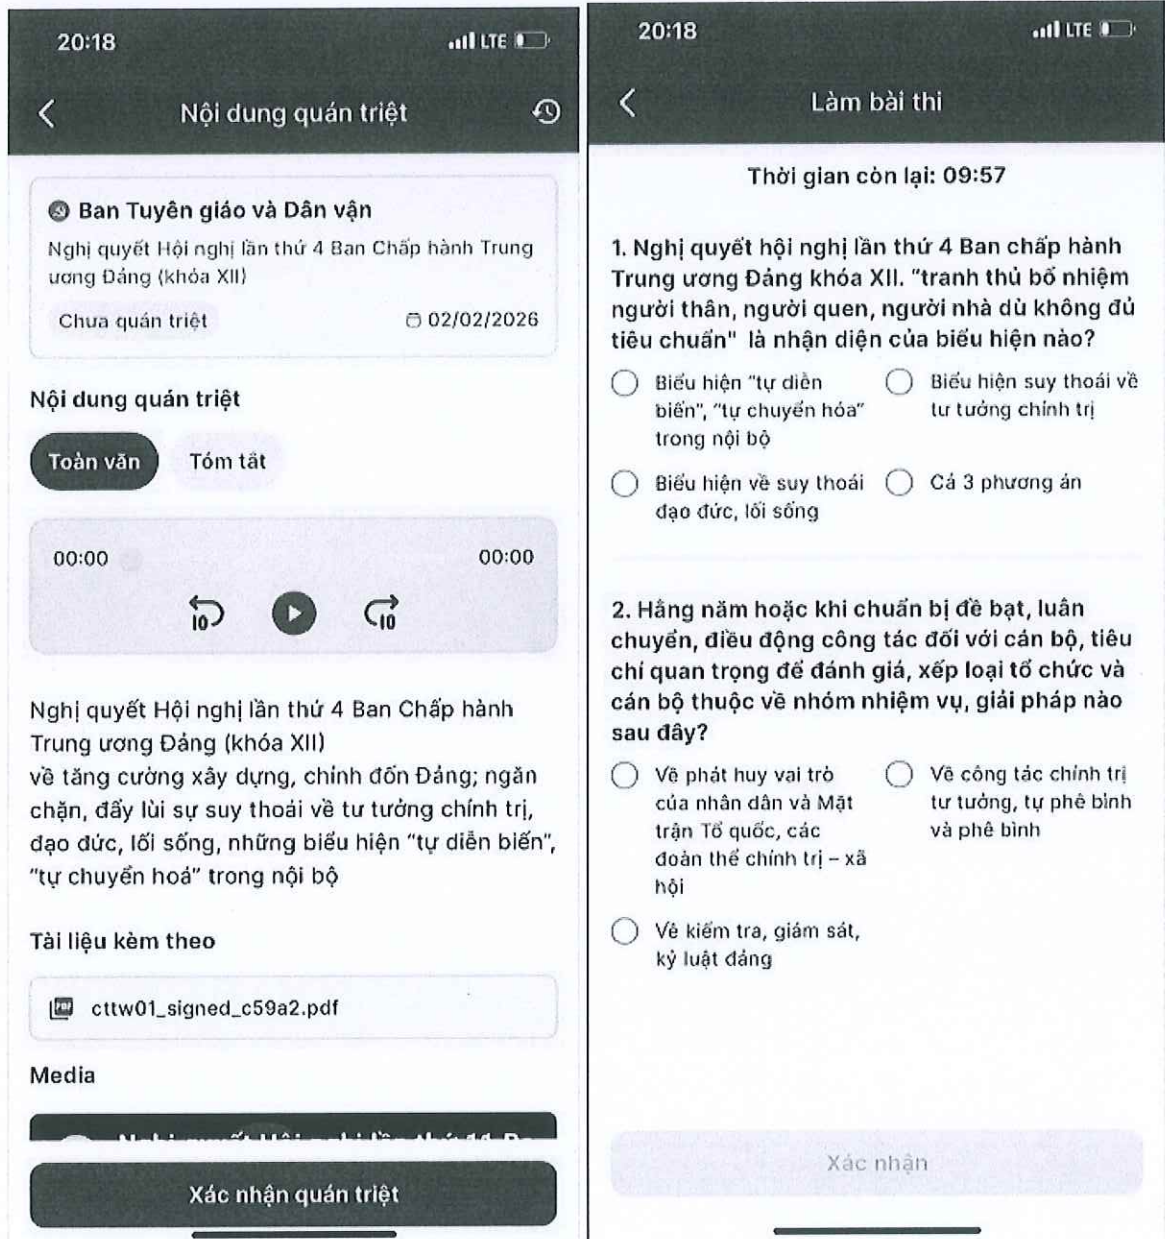 20:18
LTE
Nội dung quán triệt
Ban Tuyên giáo và Dân vận
Nghị quyết Hội nghị lần thứ 4 Ban Chấp hành Trung
ương Đảng (khóa XII)
Chưa quán triệt
02/02/2026
Nội dung quán triệt
Toàn văn
Tóm tắt
00:00
00:00
10
10
Nghị quyết Hội nghị lần thứ 4 Ban Chấp hành
Trung ương Đảng (khóa XII)
về tăng cường xây dựng, chỉnh đốn Đảng; ngăn
chặn, đẩy lùi sự suy thoái về tư tưởng chính trị,
đạo đức, lối sống, những biểu hiện "tự diễn biến",
"tự chuyển hoá" trong nội bộ
Tài liệu kèm theo
PDF
cttw01_signed_c59a2.pdf
Media
Xác nhận quán triệt
20:18
LTE
Làm bài thi
Thời gian còn lại: 09:57
1. Nghị quyết hội nghị lần thứ 4 Ban chấp hành
Trung ương Đảng khóa XII. "tranh thủ bổ nhiệm
người thân, người quen, người nhà dù không đủ
tiêu chuẩn" là nhận diện của biểu hiện nào?
Biểu hiện "tự diễn
biến", "tự chuyển hóa"
trong nội bộ
Biểu hiện suy thoái về
tư tưởng chính trị
Biểu hiện về suy thoái
đạo đức, lối sống
Cả 3 phương án
2. Hằng năm hoặc khi chuẩn bị đề bạt, luân
chuyển, điều động công tác đối với cán bộ, tiêu
chí quan trọng để đánh giá, xếp loại tổ chức và
cán bộ thuộc về nhóm nhiệm vụ, giải pháp nào
sau đây?
Về phát huy vai trò
của nhân dân và Mặt
trận Tổ quốc, các
đoàn thể chính trị – xã
hội
Về công tác chính trị
tư tưởng, tự phê bình
và phê bình
Về kiểm tra, giám sát,
kỷ luật đảng
Xác nhận